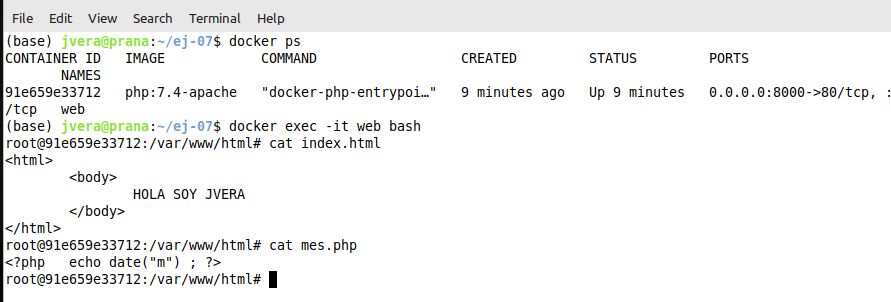 File Edit View Search Terminal Help
(base) jvera@prana:~/ej-07$ docker ps
CONTAINER ID   IMAGE            COMMAND                  CREATED         STATUS         PORTS
       NAMES
91e659e33712   php:7.4-apache   "docker-php-entrypoi…"   9 minutes ago   Up 9 minutes   0.0.0.0:8000->80/tcp, :
/tcp   web
(base) jvera@prana:~/ej-07$ docker exec -it web bash
root@91e659e33712:/var/www/html# cat index.html
<html>
        <body>
                HOLA SOY JVERA
        </body>
</html>
root@91e659e33712:/var/www/html# cat mes.php
<?php   echo date("m") ; ?>
root@91e659e33712:/var/www/html#